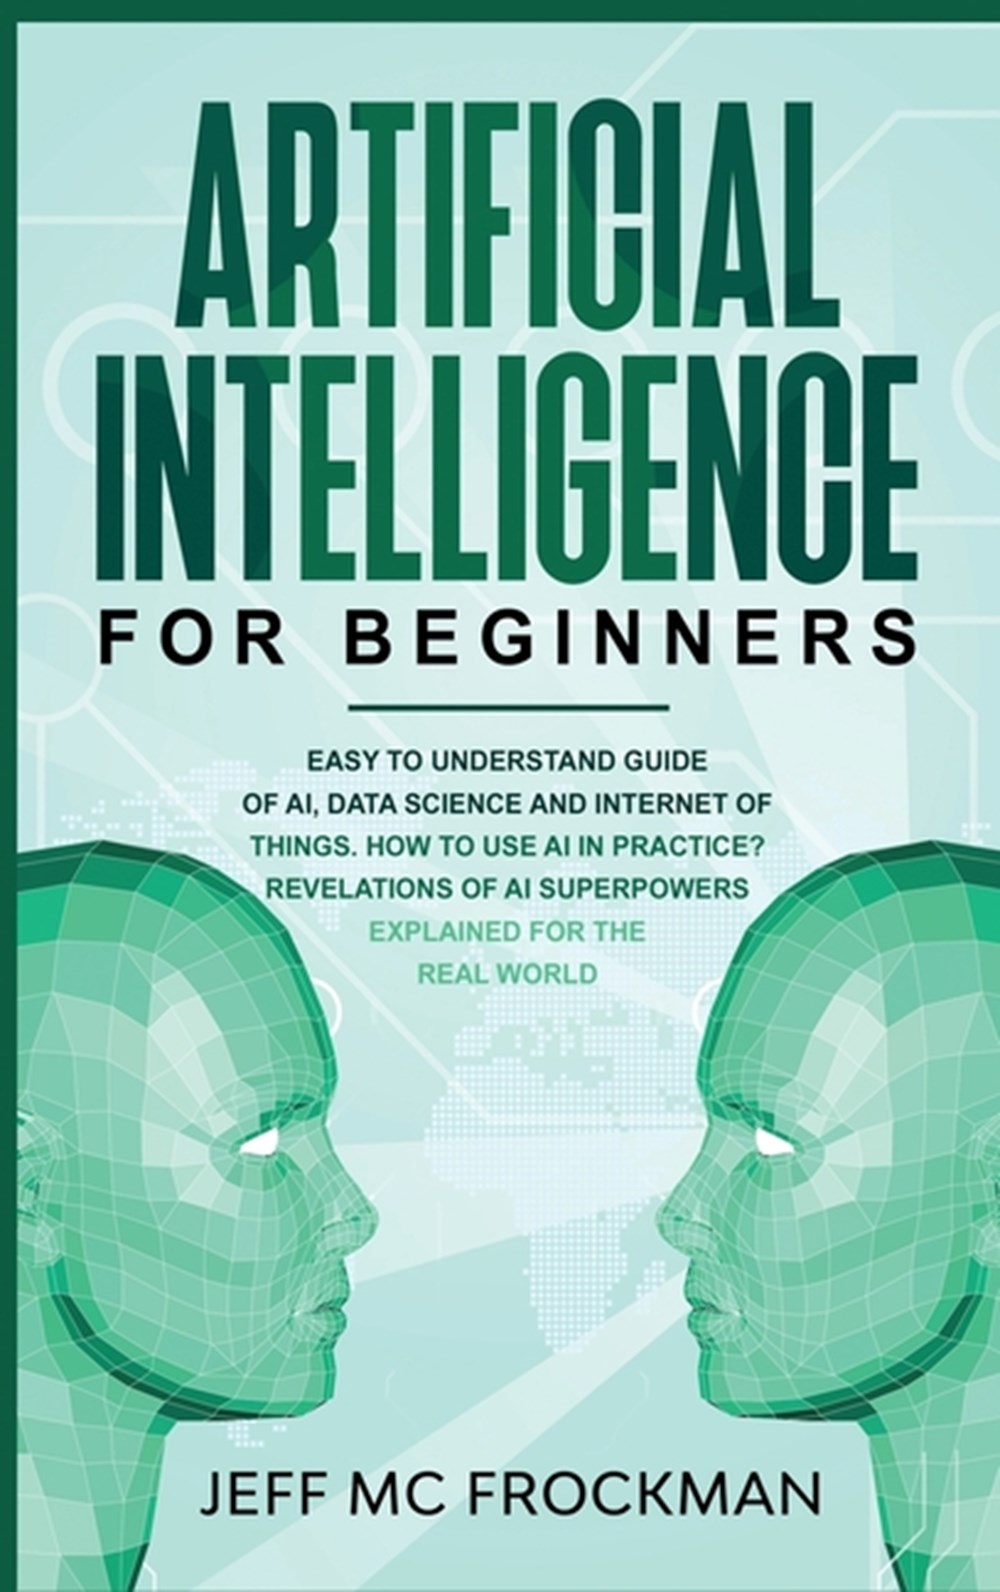 ARTIFICIAL
INTELLIGENCE
FOR BEGINNERS
EASY TO UNDERSTAND GUIDE
OF AI, DATA SCIENCE AND INTERNET OF
THINGS. HOW TO USE AI IN PRACTICE?
REVELATIONS OF AI SUPERPOWERS
EXPLAINED FOR THE
REAL WORLD
JEFF MC FROCKMAN